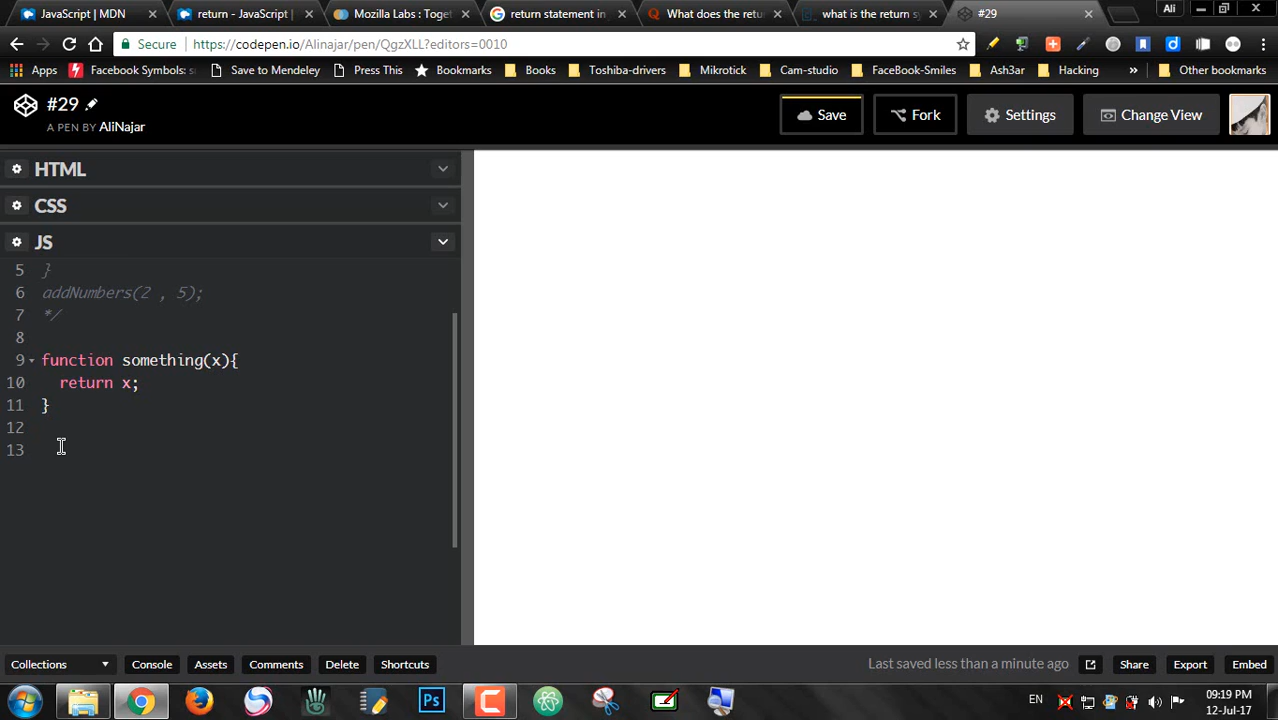 JavaScript | MDN
return - JavaScript |
Mozilla Labs : Toget
return statement in
What does the retu
what is the return s
#29
Ali
Secure
https://codepen.io/Alinajar/pen/QgzXLL?editors=0010
Apps
Facebook Symbols: s
Save to Mendeley
Press This
Bookmarks
Books
Toshiba-drivers
Mikrotick
Cam-studio
FaceBook-Smiles
Ash3ar
Hacking
»
Other bookmarks
#29
A PEN BY AliNajar
Save
Fork
Settings
Change View
HTML
CSS
JS
5 }
6 addNumbers(2 , 5);
7 */
8
9 function something(x){
10 return x;
11 }
12
13
Collections
Console
Assets
Comments
Delete
Shortcuts
Last saved less than a minute ago
Share
Export
Embed
Ps
EN
09:19 PM
12-Jul-17